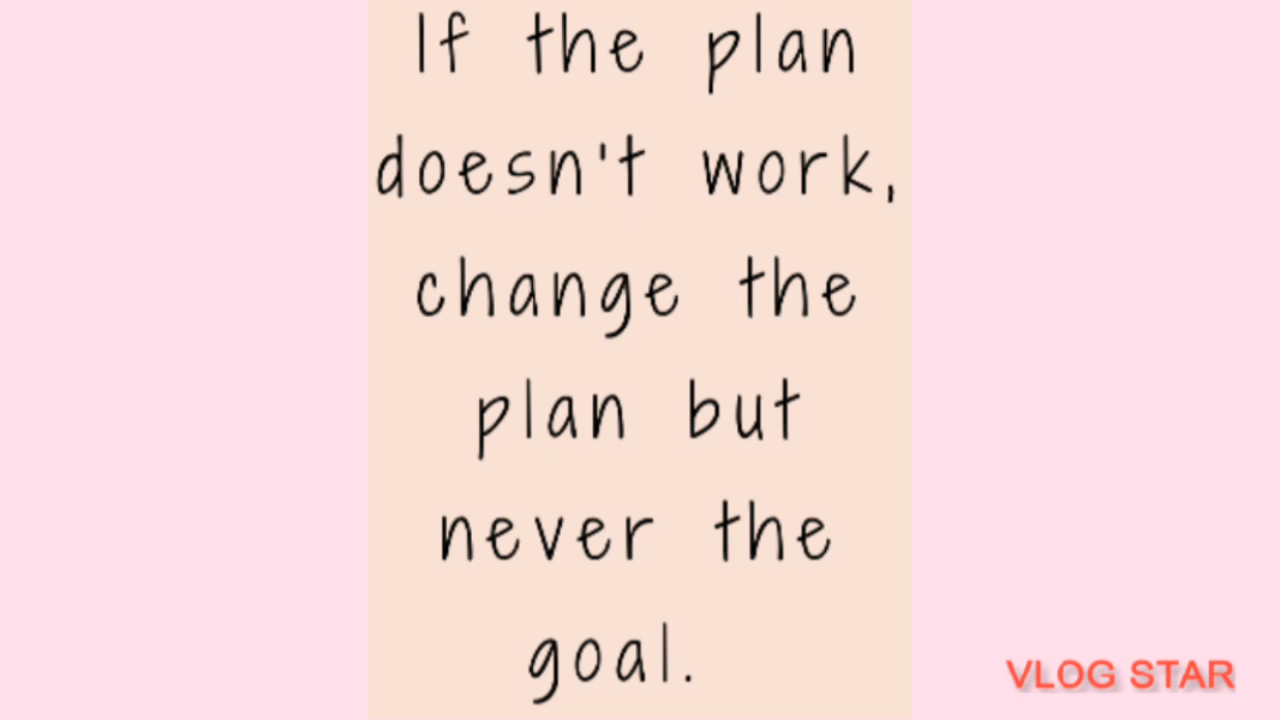 If the plan
doesn't work,
change the
plan but
never the
goal.
VLOG STAR